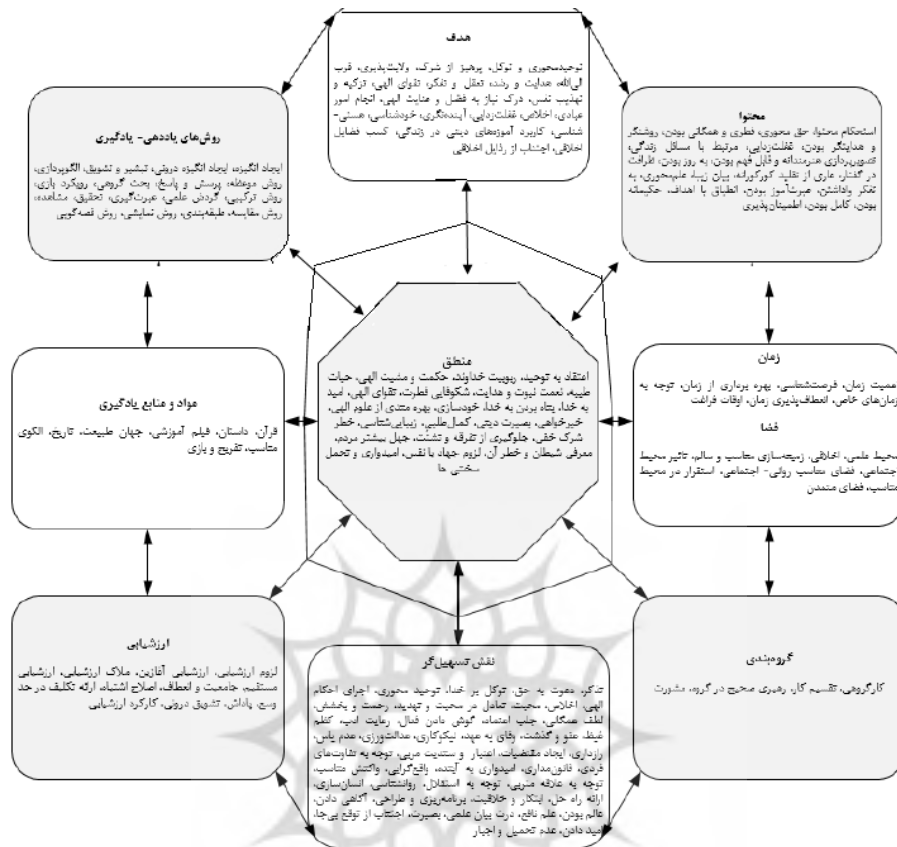 هدف
توحیدمحوری و توکل، پرهیز از شرک، ولایت‌پذیری، قرب
الی‌الله، هدایت و رشد، تعقل و تفکر، تقوای الهی، تزکیه و
تهذیب نفس، درک نیاز به فضل و عنایت الهی، انجام امور
عبادی، اخلاص، غفلت‌زدایی، آینده‌نگری، خودشناسی، هستی-
شناسی، کاربرد آموزه‌های دینی در زندگی، کسب فضایل
اخلاقی، اجتناب از رذایل اخلاقی
محتوا
استحکام محتوا، حق محوری، فطری و همگانی بودن، روشنگر
و هدایتگر بودن، غفلت‌زدایی، مرتبط با مسائل زندگی،
تصویرپردازی هنرمندانه و قابل فهم بودن، به روز بودن، ظرافت
در گفتار، عاری از تقلید کورکورانه، بیان زیبا، علم‌محوری، به
تفکر واداشتن، عبرت‌آموز بودن، انطباق با اهداف، حکیمانه
بودن، کامل بودن، اطمینان‌پذیری
روش‌های یاددهی- یادگیری
ایجاد انگیزه، ایجاد انگیزه درونی، تبشیر و تشویق، الگوپردازی،
روش موعظه، پرسش و پاسخ، بحث گروهی، رویکرد بازی،
روش ترکیبی، گردش علمی، عبرت‌گیری، تحقیق، مشاهده،
روش مقایسه، طبقه‌بندی، روش نمایشی، روش قصه‌گویی
منطق
اعتقاد به توحید، ربوبیت خداوند، حکمت و مشیت الهی، حیات
طیبه، نعمت نبوت و هدایت، شکوفایی فطرت، تقوای الهی، امید
به خدا، پناه بردن به خدا، خودسازی، بهره مندی از علوم الهی،
خیرخواهی، بصیرت دینی، کمال‌طلبی، زیبایی‌شناسی، خطر
شرک خفی، جلوگیری از تفرقه و تشتت، جهل بیشتر مردم،
معرفی شیطان و خطر آن، لزوم جهاد با نفس، امیدواری و تحمل
سختی ها
زمان
اهمیت زمان، فرصت‌شناسی، بهره برداری از زمان، توجه به
زمان‌های خاص، انعطاف‌پذیری زمان، اوقات فراغت
فضا
محیط علمی، اخلاقی، زمینه‌سازی مناسب و سالم، تاثیر محیط
اجتماعی، فضای مناسب روانی- اجتماعی، استقرار در محیط
مناسب، فضای متمدن
مواد و منابع یادگیری
قرآن، داستان، فیلم آموزشی، جهان طبیعت، تاریخ، الگوی
مناسب، تفریح و بازی
گروه‌بندی
کارگروهی، تقسیم کار، رهبری صحیح در گروه، مشورت
نقش تسهیل‌گر
تذکر، دعوت به حق، توکل بر خدا، توحید محوری، اجرای احکام
الهی، اخلاص، محبت، تعادل در محبت و تهدید، رحمت و بخشش،
لطف همگانی، جلب اعتماد، گوش دادن فعال، رعایت ادب، کظم
غیظ، عفو و گذشت، وفای به عهد، نیکوکاری، عدالت‌ورزی، عدم یاس،
رازداری، ایجاد مقتضیات، اعتبار و سندیت مربی، توجه به تفاوت‌های
فردی، قانون‌مداری، امیدواری به آینده، واقع‌گرایی، واکنش مناسب،
توجه به علاقه متربی، توجه به استقلال، روانشناسی، انسان‌سازی،
ارائه راه حل، ابتکار و خلاقیت، برنامه‌ریزی و طراحی، آگاهی دادن،
عالم بودن، علم نافع، قدرت بیان علمی، بصیرت، اجتناب از توقع بی‌جا،
امید دادن، عدم تحمیل و اجبار
ارزشیابی
لزوم ارزشیابی، ارزشیابی آغازین، ملاک ارزشیابی، ارزشیابی
مستقیم، جامعیت و انعطاف، اصلاح اشتباه، ارائه تکلیف در حد
وسع، پاداش، تشویق درونی، کارکرد ارزشیابی